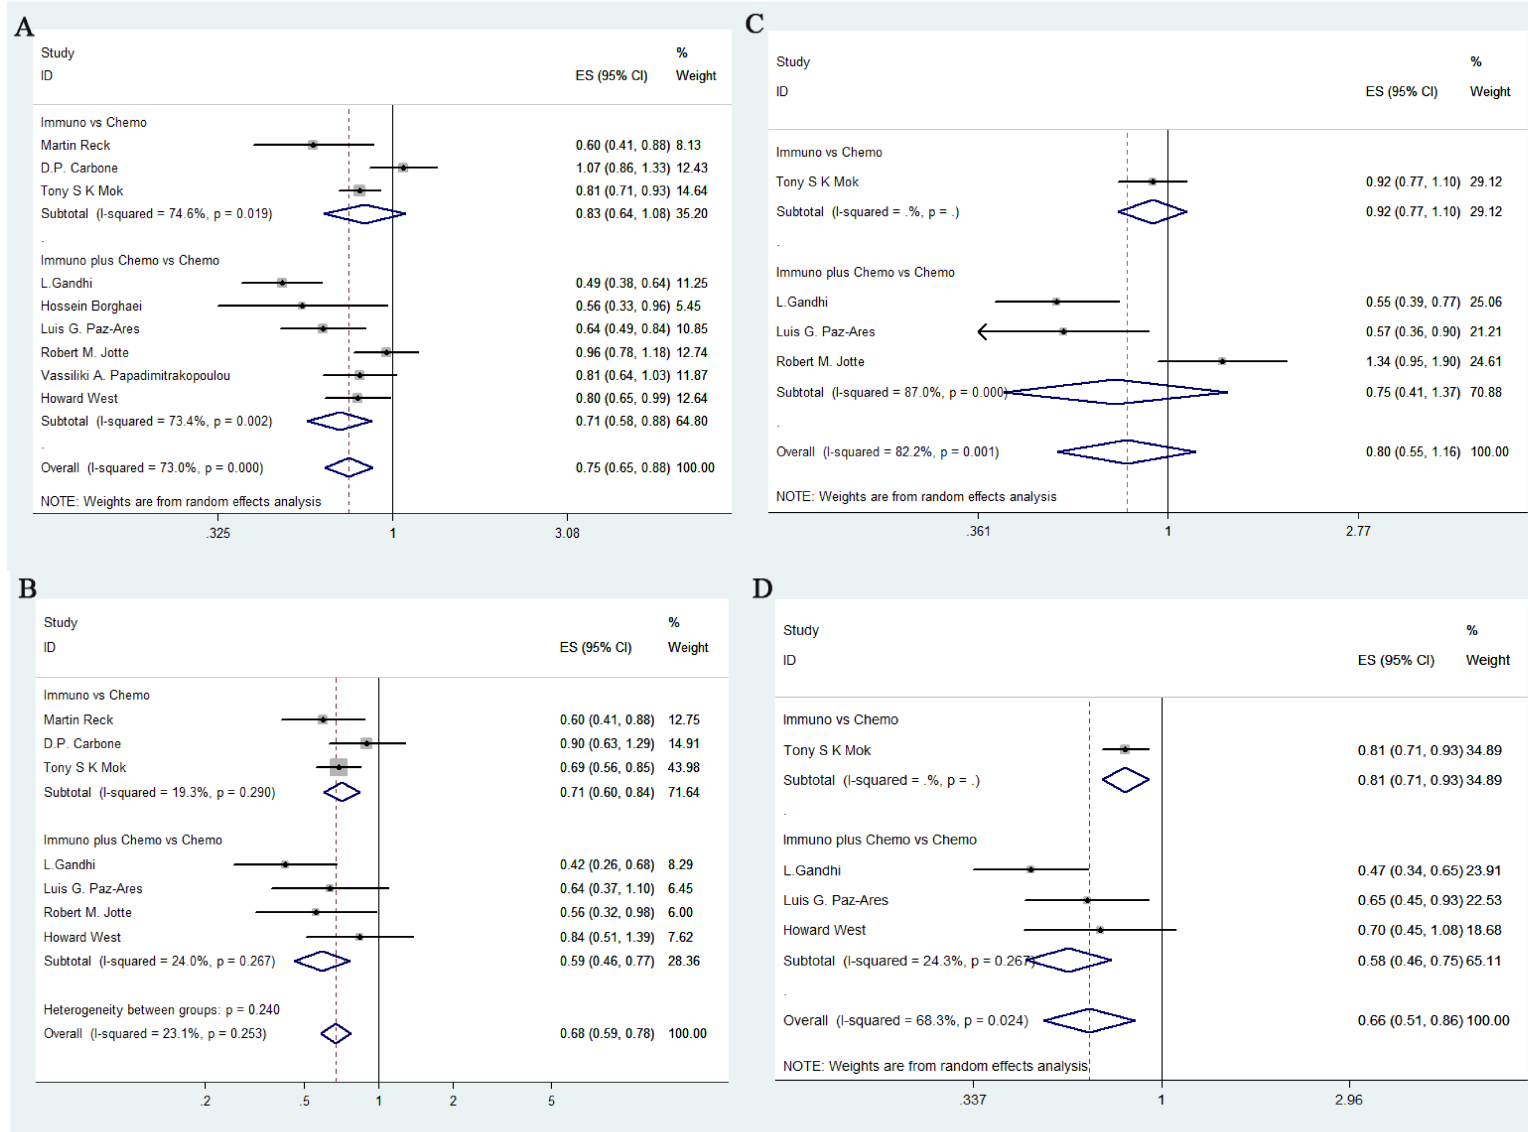 A
Study %
ID ES (95% CI) Weight
Immuno vs Chemo
Martin Reck 0.60 (0.41, 0.88) 8.13
D.P. Carbone 1.07 (0.86, 1.33) 12.43
Tony S K Mok 0.81 (0.71, 0.93) 14.64
Subtotal (I-squared = 74.6%, p = 0.019) 0.83 (0.64, 1.08) 35.20
.
Immuno plus Chemo vs Chemo
L.Gandhi 0.49 (0.38, 0.64) 11.25
Hossein Borghaei 0.56 (0.33, 0.96) 5.45
Luis G. Paz-Ares 0.64 (0.49, 0.84) 10.85
Robert M. Jotte 0.96 (0.78, 1.18) 12.74
Vassiliki A. Papadimitrakopoulou 0.81 (0.64, 1.03) 11.87
Howard West 0.80 (0.65, 0.99) 12.64
Subtotal (I-squared = 73.4%, p = 0.002) 0.71 (0.58, 0.88) 64.80
.
Overall (I-squared = 73.0%, p = 0.000) 0.75 (0.65, 0.88) 100.00
NOTE: Weights are from random effects analysis
.325 1 3.08
C
Study %
ID ES (95% CI) Weight
Immuno vs Chemo
Tony S K Mok 0.92 (0.77, 1.10) 29.12
Subtotal (I-squared = .%, p = .) 0.92 (0.77, 1.10) 29.12
.
Immuno plus Chemo vs Chemo
L.Gandhi 0.55 (0.39, 0.77) 25.06
Luis G. Paz-Ares 0.57 (0.36, 0.90) 21.21
Robert M. Jotte 1.34 (0.95, 1.90) 24.61
Subtotal (I-squared = 87.0%, p = 0.000) 0.75 (0.41, 1.37) 70.88
.
Overall (I-squared = 82.2%, p = 0.001) 0.80 (0.55, 1.16) 100.00
NOTE: Weights are from random effects analysis
.361 1 2.77
B
Study %
ID ES (95% CI) Weight
Immuno vs Chemo
Martin Reck 0.60 (0.41, 0.88) 12.75
D.P. Carbone 0.90 (0.63, 1.29) 14.91
Tony S K Mok 0.69 (0.56, 0.85) 43.98
Subtotal (I-squared = 19.3%, p = 0.290) 0.71 (0.60, 0.84) 71.64
Immuno plus Chemo vs Chemo
L.Gandhi 0.42 (0.26, 0.68) 8.29
Luis G. Paz-Ares 0.64 (0.37, 1.10) 6.45
Robert M. Jotte 0.56 (0.32, 0.98) 6.00
Howard West 0.84 (0.51, 1.39) 7.62
Subtotal (I-squared = 24.0%, p = 0.267) 0.59 (0.46, 0.77) 28.36
Heterogeneity between groups: p = 0.240
Overall (I-squared = 23.1%, p = 0.253) 0.68 (0.59, 0.78) 100.00
.2 .5 1 2 5
D
Study %
ID ES (95% CI) Weight
Immuno vs Chemo
Tony S K Mok 0.81 (0.71, 0.93) 34.89
Subtotal (I-squared = .%, p = .) 0.81 (0.71, 0.93) 34.89
.
Immuno plus Chemo vs Chemo
L.Gandhi 0.47 (0.34, 0.65) 23.91
Luis G. Paz-Ares 0.65 (0.45, 0.93) 22.53
Howard West 0.70 (0.45, 1.08) 18.68
Subtotal (I-squared = 24.3%, p = 0.267) 0.58 (0.46, 0.75) 65.11
.
Overall (I-squared = 68.3%, p = 0.024) 0.66 (0.51, 0.86) 100.00
NOTE: Weights are from random effects analysis
.337 1 2.96